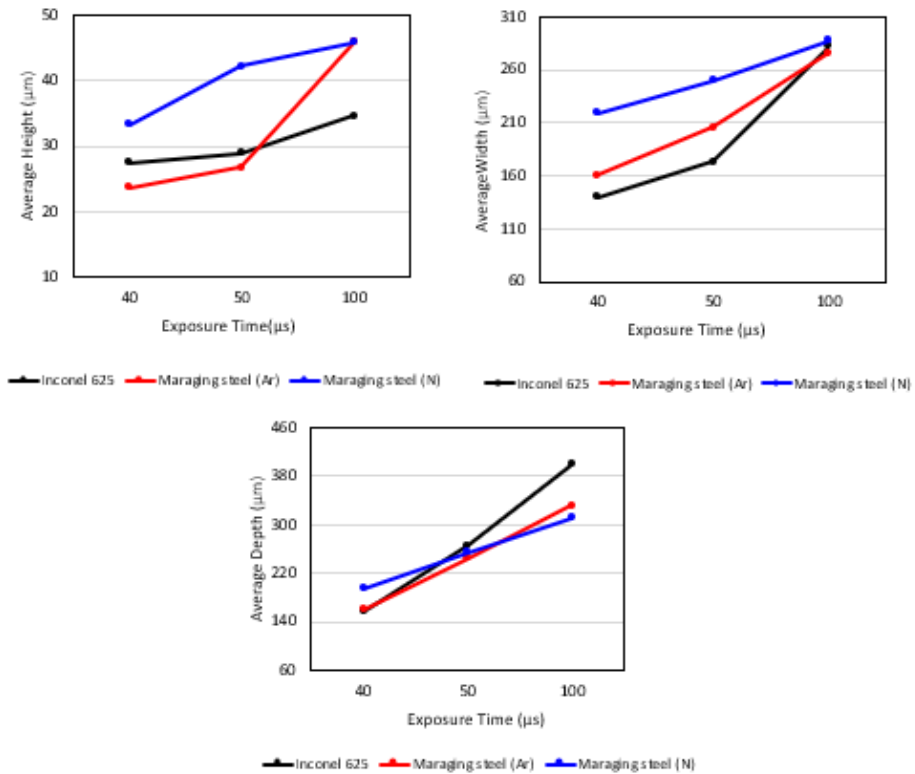 Average Height (μm)
50
40
30
20
10
40 50 100
Exposure Time(μs)
Inconel 625 Maraging steel (Ar) Maraging steel (N)
AverageWidth (μm)
310
260
210
160
110
60
40 50 100
Exposure Time (μs)
Inconel 625 Maraging steel (Ar) Maraging steel (N)
Average Depth (μm)
460
380
300
220
140
60
40 50 100
Exposure Time (μs)
Inconel 625 Maraging steel (Ar) Maraging steel (N)